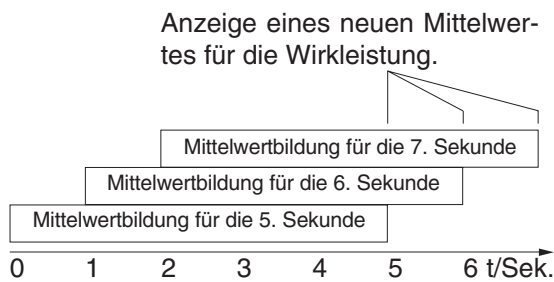 Anzeige eines neuen Mittelwer-
tes für die Wirkleistung.
Mittelwertbildung für die 7. Sekunde
Mittelwertbildung für die 6. Sekunde
Mittelwertbildung für die 5. Sekunde
0 1 2 3 4 5 6 t/Sek.